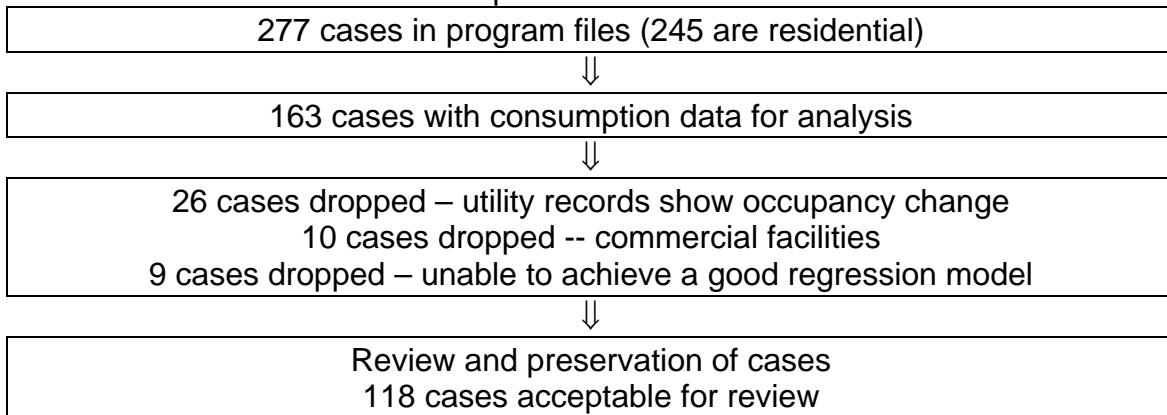 277 cases in program files (245 are residential)
⇓
163 cases with consumption data for analysis
⇓
26 cases dropped – utility records show occupancy change
10 cases dropped -- commercial facilities
9 cases dropped – unable to achieve a good regression model
⇓
Review and preservation of cases
118 cases acceptable for review